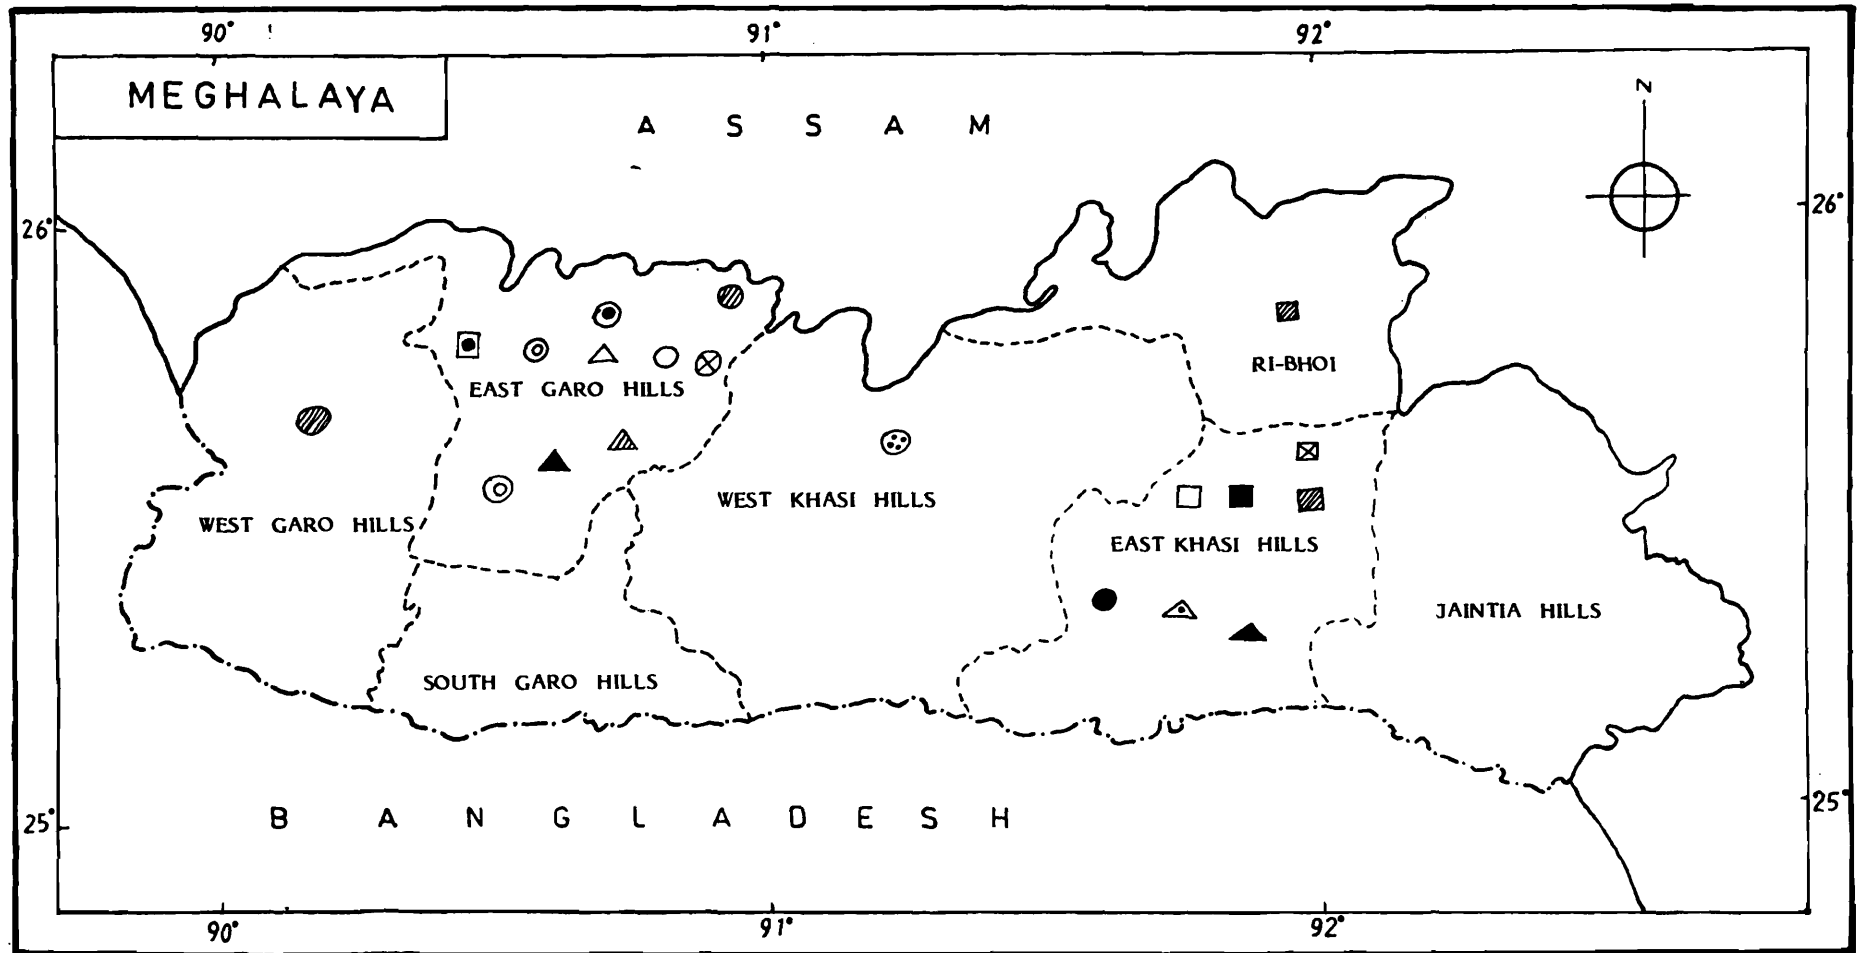 90° 91° 92°
MEGHALAYA
A S S A M
N
26° 26°
RI-BHOI
EAST GARO HILLS
WEST KHASI HILLS
WEST GARO HILLS
EAST KHASI HILLS
JAINTIA HILLS
SOUTH GARO HILLS
25° B A N G L A D E S H 25°
90° 91° 92°